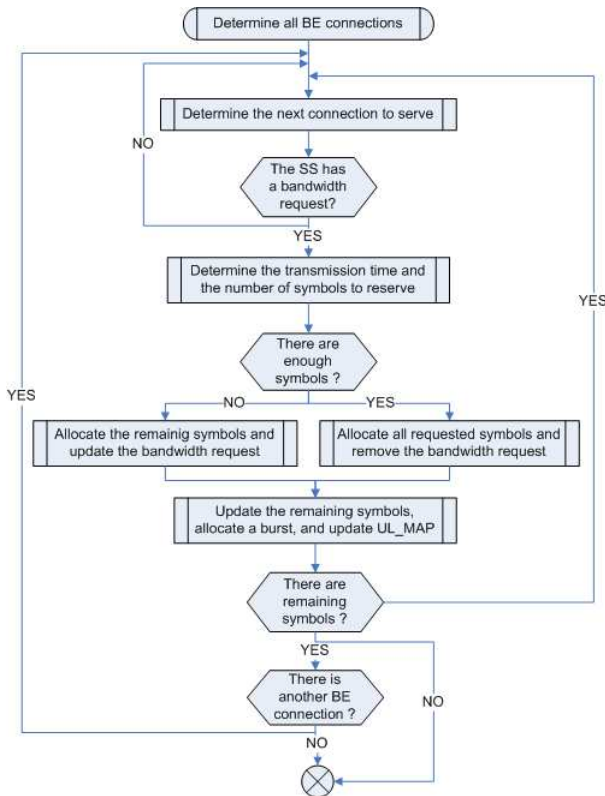 Determine all BE connections
Determine the next connection to serve
NO
The SS has
a bandwidth
request?
YES
Determine the transmission time and
the number of symbols to reserve
YES
There are
enough
symbols ?
YES
NO
YES
Allocate the remainig symbols and
update the bandwidth request
Allocate all requested symbols and
remove the bandwidth request
Update the remaining symbols,
allocate a burst, and update UL_MAP
There are
remaining
symbols ?
YES
There is
another BE
connection ?
NO
NO